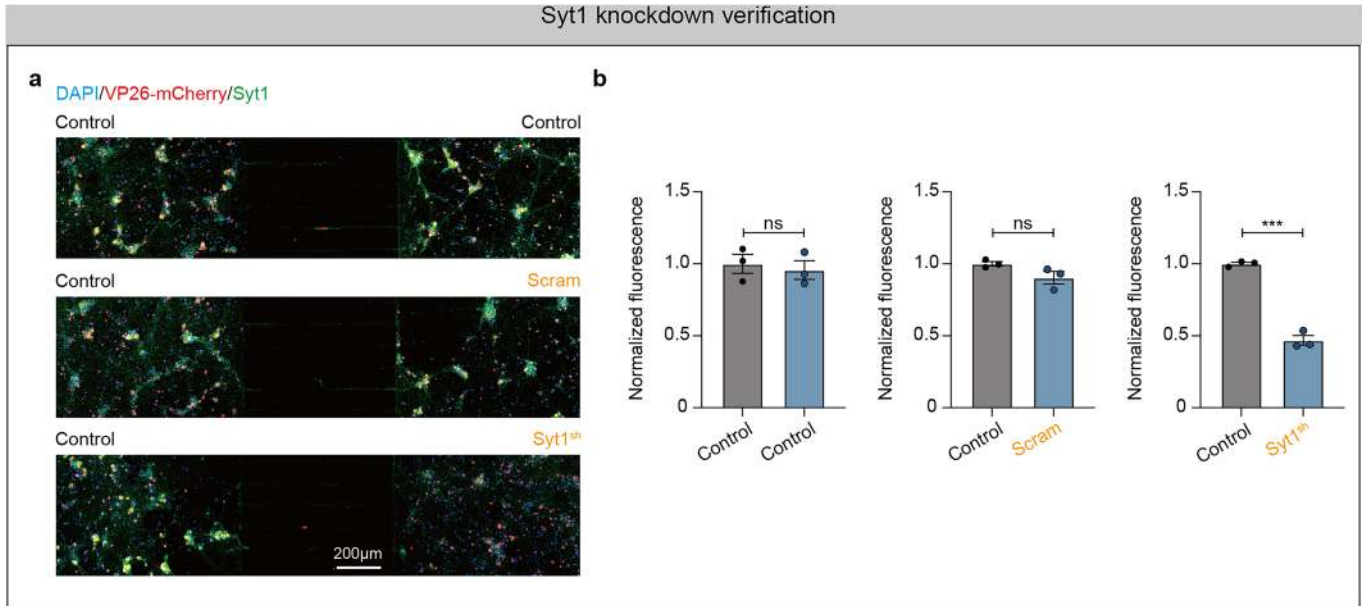 Syt1 knockdown verification
a
DAPI/VP26-mCherry/Syt1
Control Control
Control Scram
Control Syt1ˢʰ
200µm
b
Normalized fluorescence
1.5
1.0
0.5
0
ns
Control Control
Normalized fluorescence
1.5
1.0
0.5
0
ns
Control Scram
Normalized fluorescence
1.5
1.0
0.5
0
***
Control Syt1ˢʰ